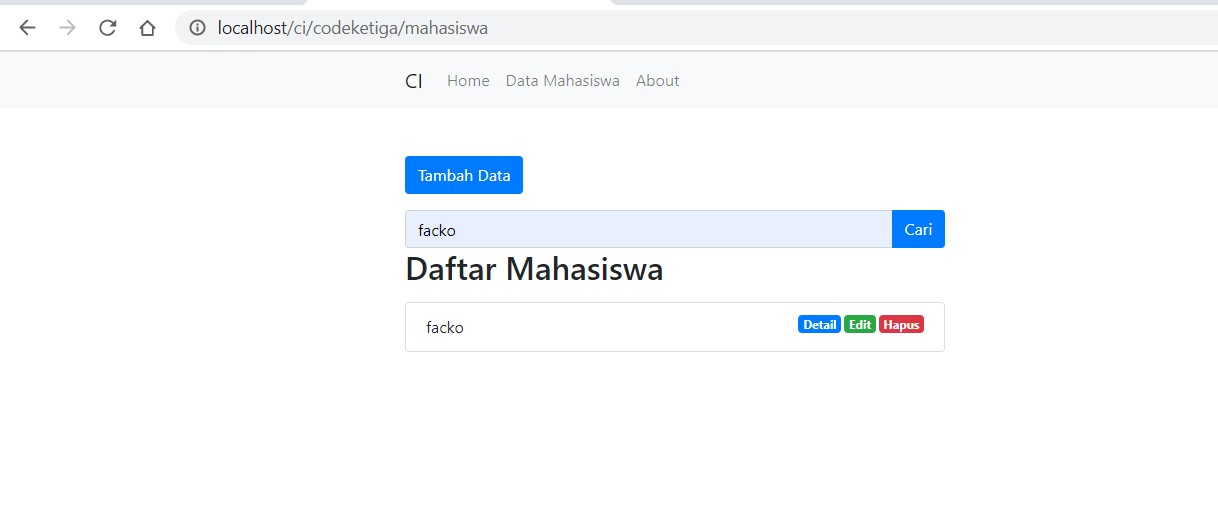 localhost/ci/codeketiga/mahasiswa
CI Home Data Mahasiswa About
Tambah Data
facko Cari
Daftar Mahasiswa
facko Detail Edit Hapus